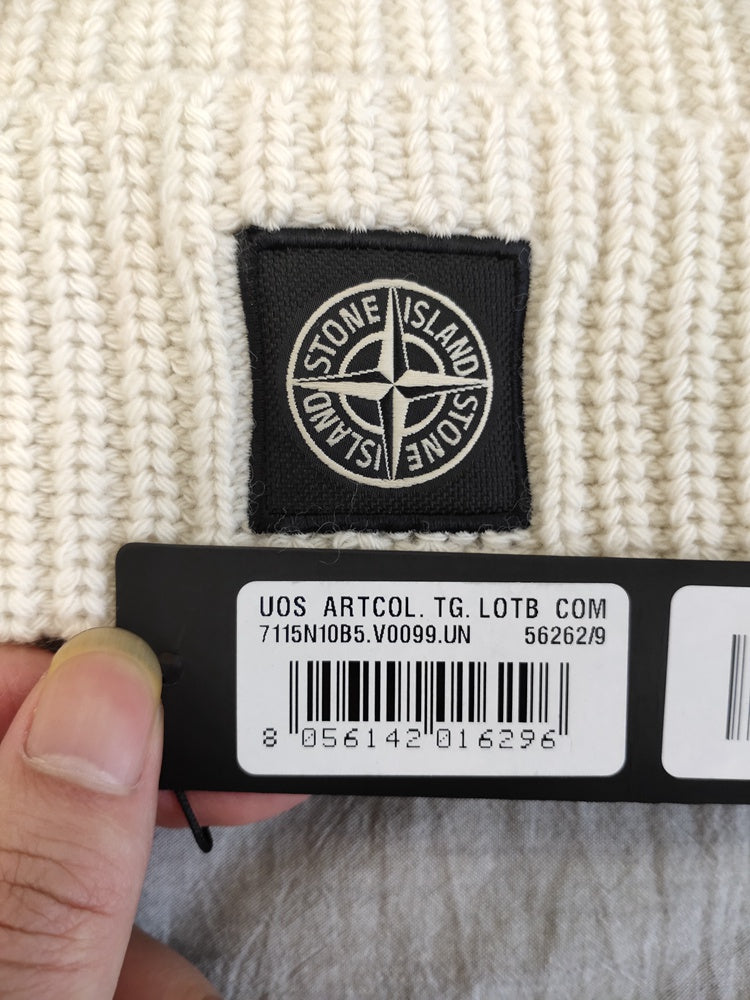 STONE ISLAND
STONE ISLAND
UOS ARTCOL. TG. LOTB COM
7115N10B5.V0099.UN 56262/9
8 056142 016296